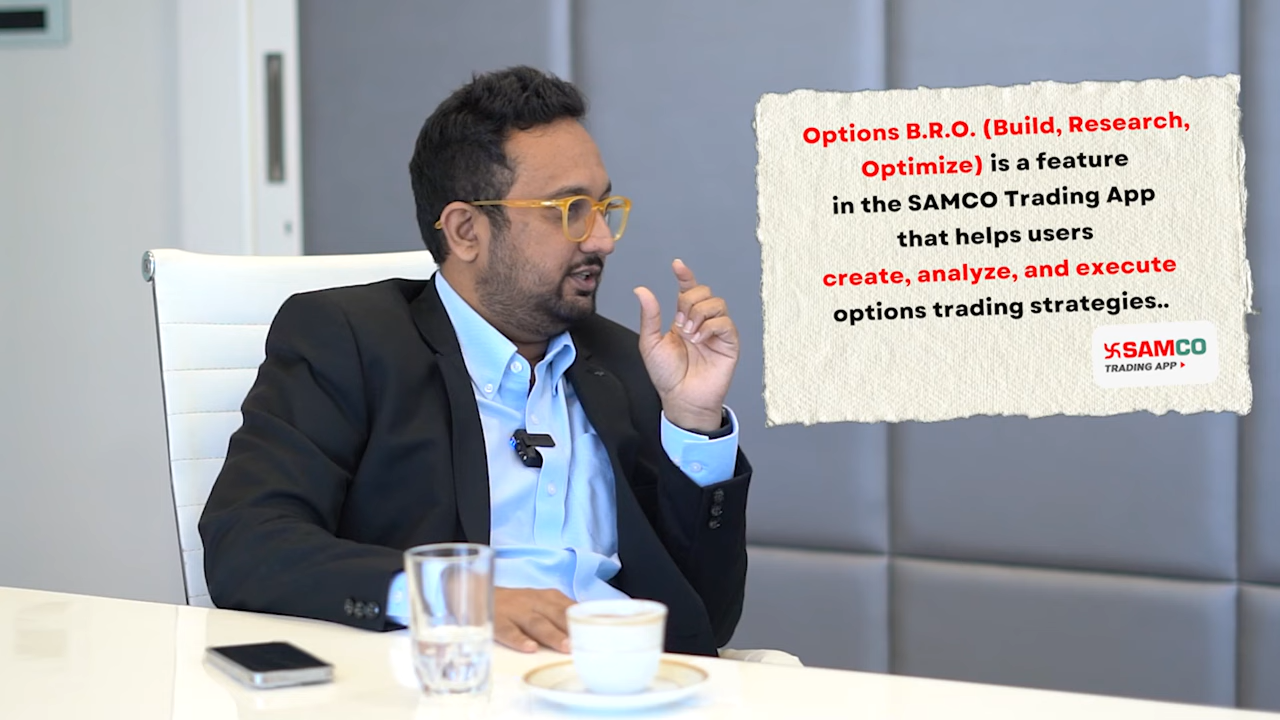 Options B.R.O. (Build, Research,
Optimize) is a feature
in the SAMCO Trading App
that helps users
create, analyze, and execute
options trading strategies..
SAMCO
TRADING APP